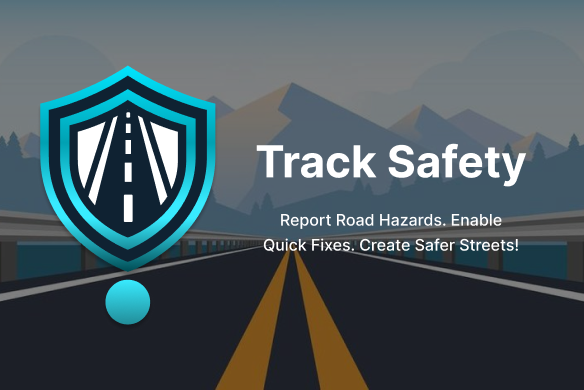 Track Safety
Report Road Hazards. Enable
Quick Fixes. Create Safer Streets!